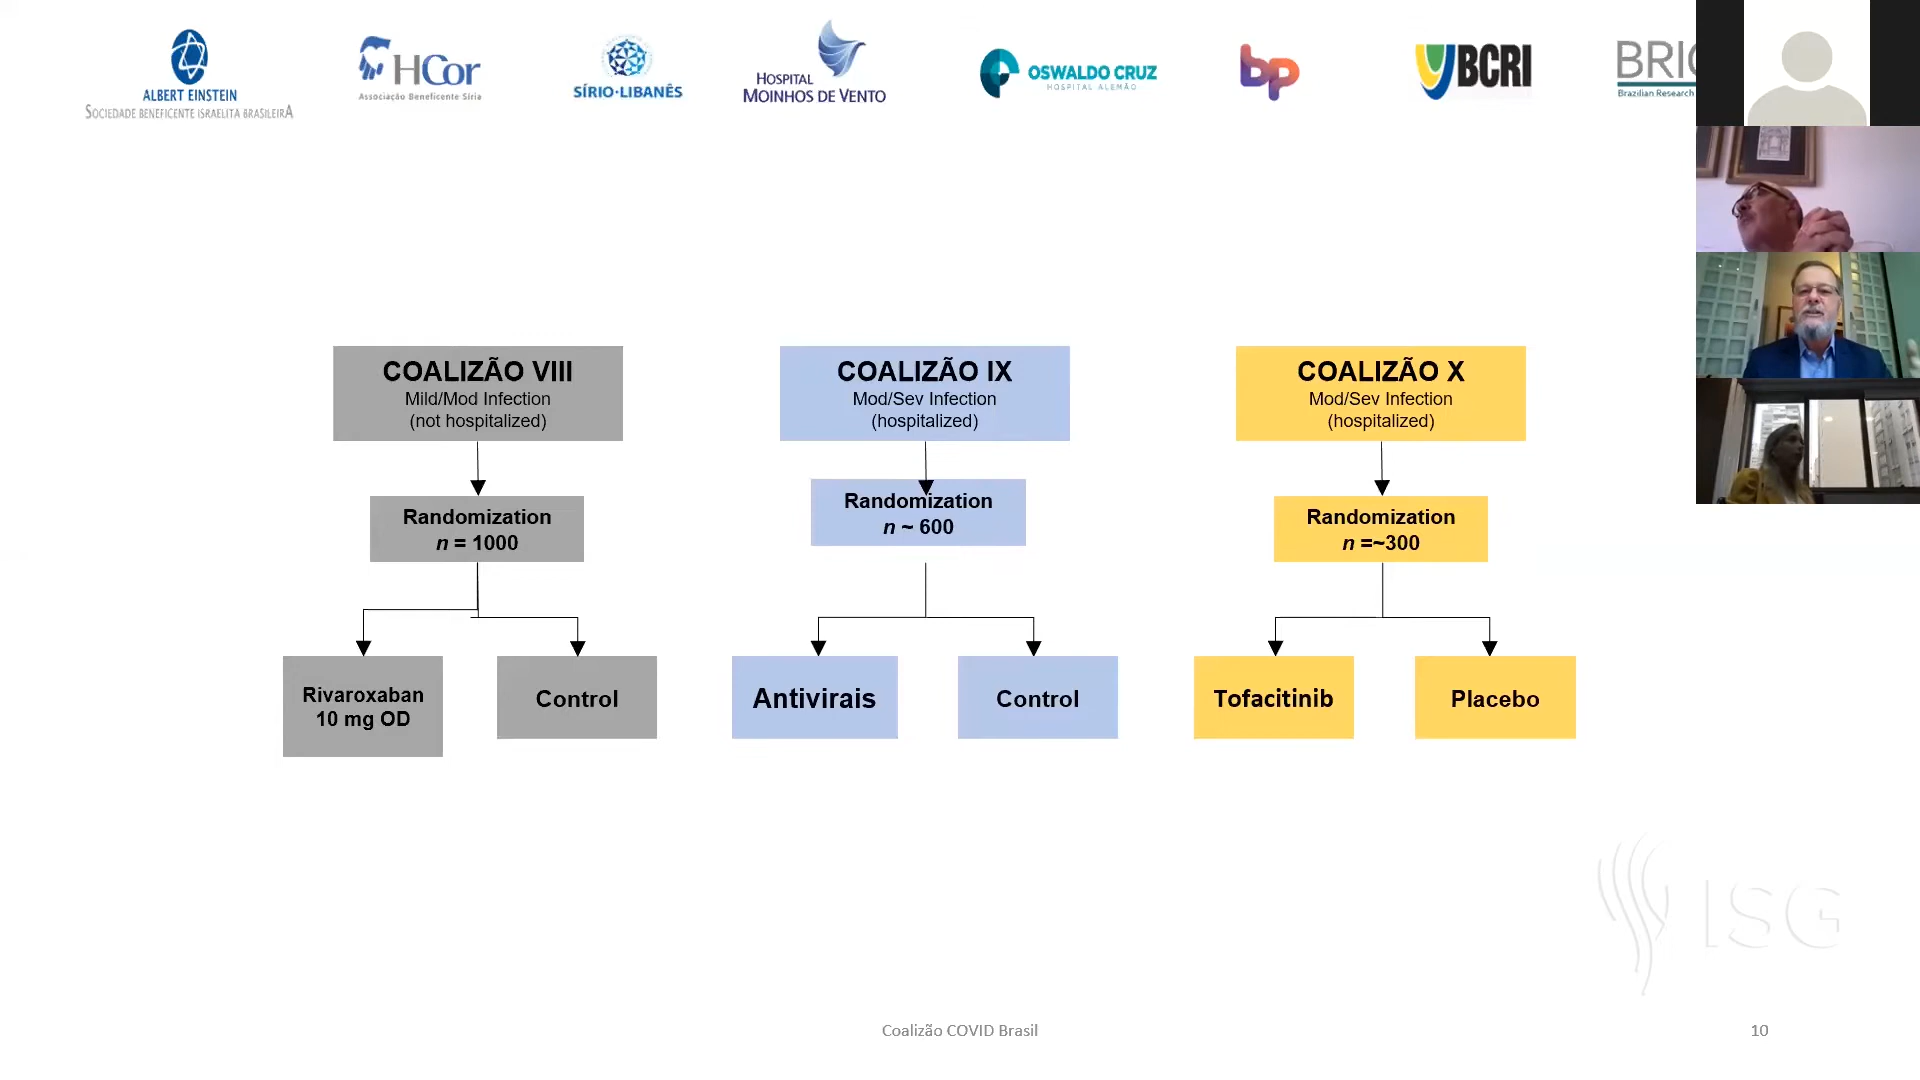 ALBERT EINSTEIN
SOCIEDADE BENEFICENTE ISRAELITA BRASILEIRA
HCor
Associação Beneficente Síria
SÍRIO·LIBANÊS
HOSPITAL
MOINHOS DE VENTO
OSWALDO CRUZ
HOSPITAL ALEMÃO
bp
BCRI
Brazilian Research
COALIZÃO VIII
Mild/Mod Infection
(not hospitalized)
Randomization
n = 1000
Rivaroxaban
10 mg OD
Control
COALIZÃO IX
Mod/Sev Infection
(hospitalized)
Randomization
n ~ 600
Antivirais
Control
COALIZÃO X
Mod/Sev Infection
(hospitalized)
Randomization
n =~300
Tofacitinib
Placebo
ISG
Coalizão COVID Brasil
10